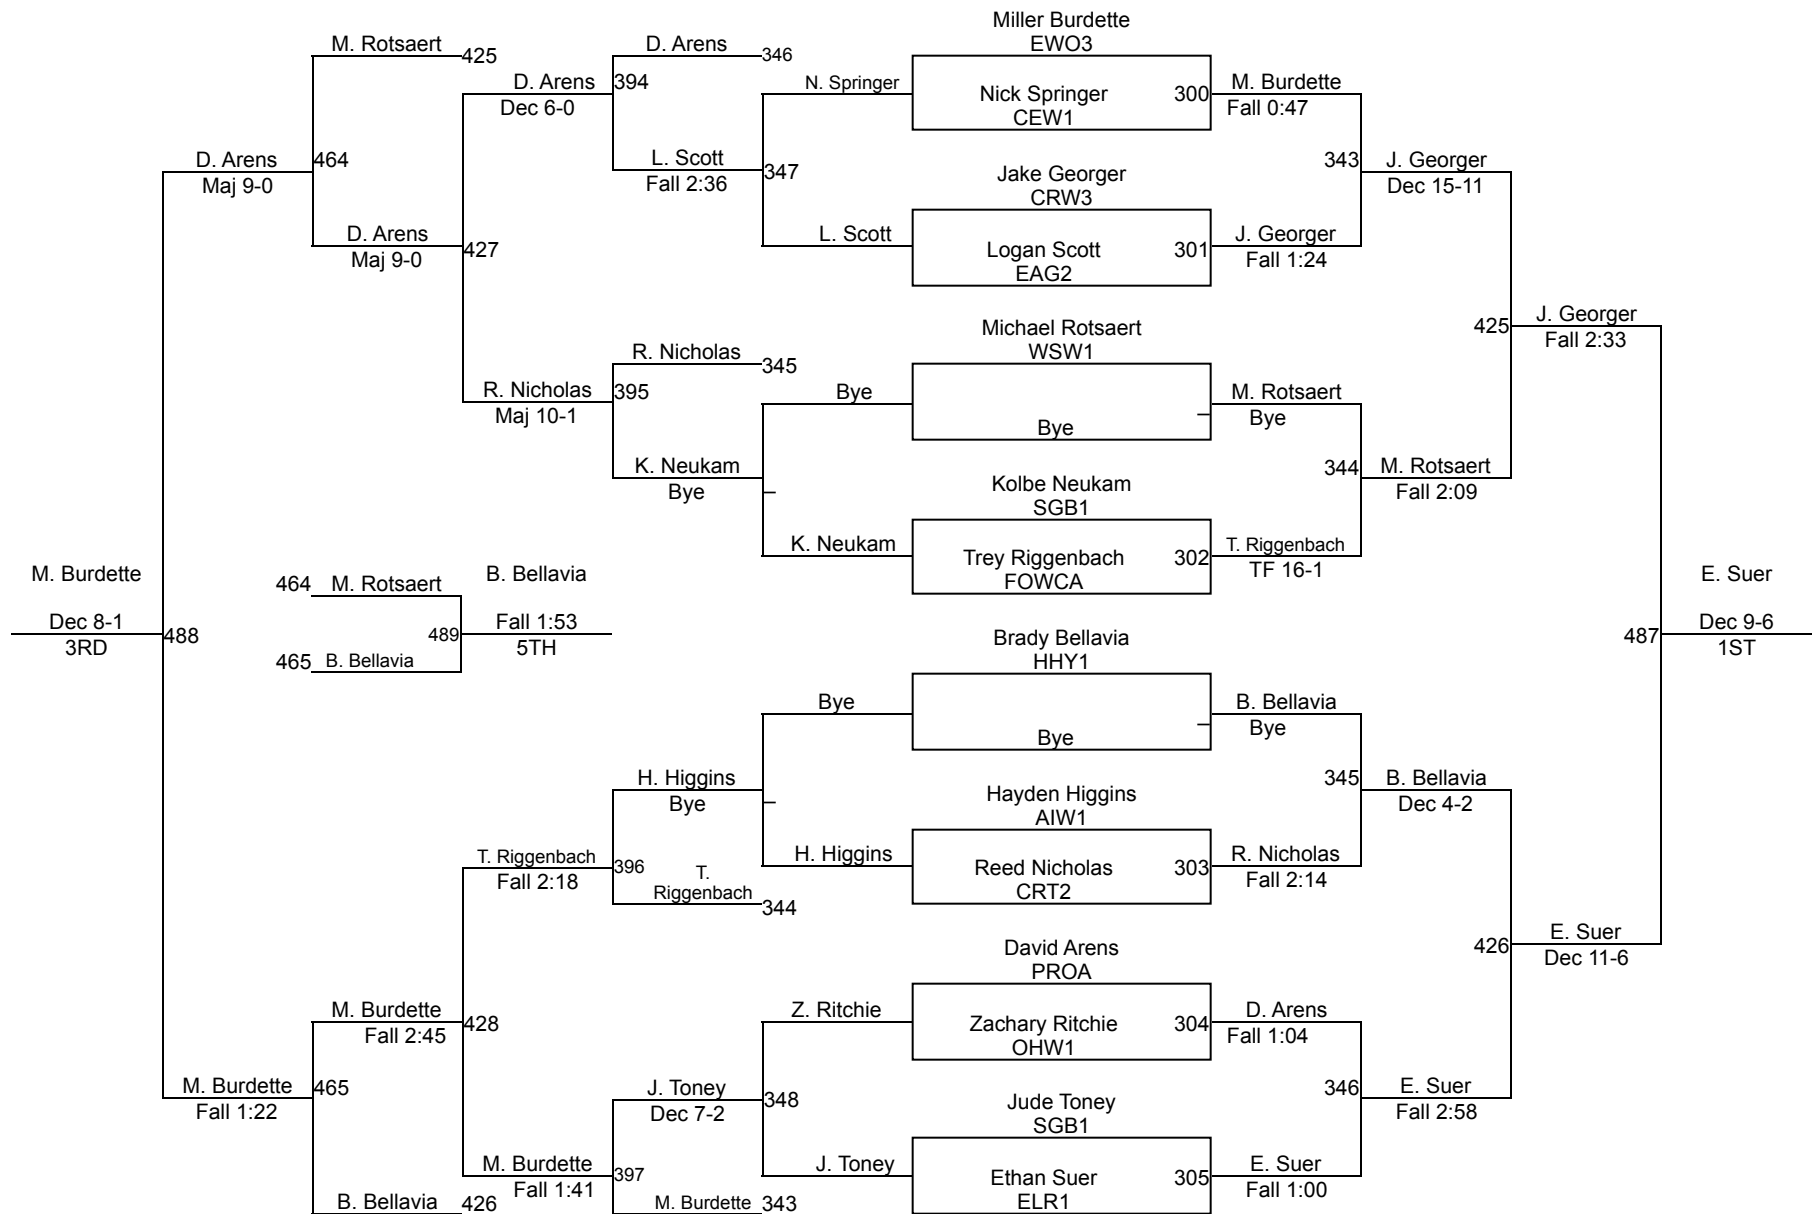 Miller Burdette
EWO3
M. Rotsaert
425
D. Arens
346
D. Arens
394
Dec 6-0
N. Springer
Nick Springer
CEW1
300
M. Burdette
Fall 0:47
D. Arens
464
Maj 9-0
L. Scott
347
Fall 2:36
Jake Georger
CRW3
343
J. Georger
Dec 15-11
D. Arens
427
Maj 9-0
L. Scott
Logan Scott
EAG2
301
J. Georger
Fall 1:24
Michael Rotsaert
WSW1
425
J. Georger
Fall 2:33
R. Nicholas
345
R. Nicholas
395
Maj 10-1
Bye
Bye
M. Rotsaert
Bye
K. Neukam
Bye
Kolbe Neukam
SGB1
344
M. Rotsaert
Fall 2:09
K. Neukam
Trey Riggenbach
FOWCA
302
T. Riggenbach
TF 16-1
M. Burdette
Dec 8-1
3RD
488
464
M. Rotsaert
465
B. Bellavia
489
B. Bellavia
Fall 1:53
5TH
487
E. Suer
Dec 9-6
1ST
Brady Bellavia
HHY1
Bye
Bye
B. Bellavia
Bye
H. Higgins
Bye
Hayden Higgins
AIW1
345
B. Bellavia
Dec 4-2
T. Riggenbach
396
Fall 2:18
T.
Riggenbach
344
H. Higgins
Reed Nicholas
CRT2
303
R. Nicholas
Fall 2:14
David Arens
PROA
426
E. Suer
Dec 11-6
M. Burdette
428
Fall 2:45
Z. Ritchie
Zachary Ritchie
OHW1
304
D. Arens
Fall 1:04
M. Burdette
465
Fall 1:22
J. Toney
348
Dec 7-2
Jude Toney
SGB1
346
E. Suer
Fall 2:58
M. Burdette
397
Fall 1:41
J. Toney
Ethan Suer
ELR1
305
E. Suer
Fall 1:00
B. Bellavia
426
M. Burdette
343